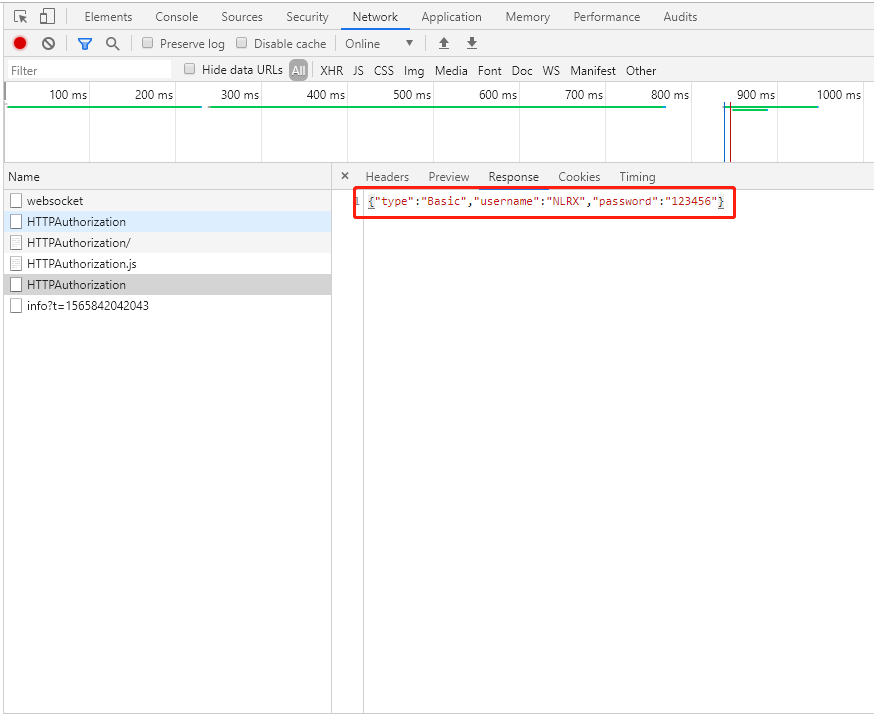 Elements Console Sources Security Network Application Memory Performance Audits
Preserve log Disable cache Online
Filter Hide data URLs All XHR JS CSS Img Media Font Doc WS Manifest Other
100 ms 200 ms 300 ms 400 ms 500 ms 600 ms 700 ms 800 ms 900 ms 1000 ms
Name × Headers Preview Response Cookies Timing
websocket 1 {"type":"Basic","username":"NLRX","password":"123456"}
HTTPAuthorization
HTTPAuthorization/
HTTPAuthorization.js
HTTPAuthorization
info?t=1565842042043